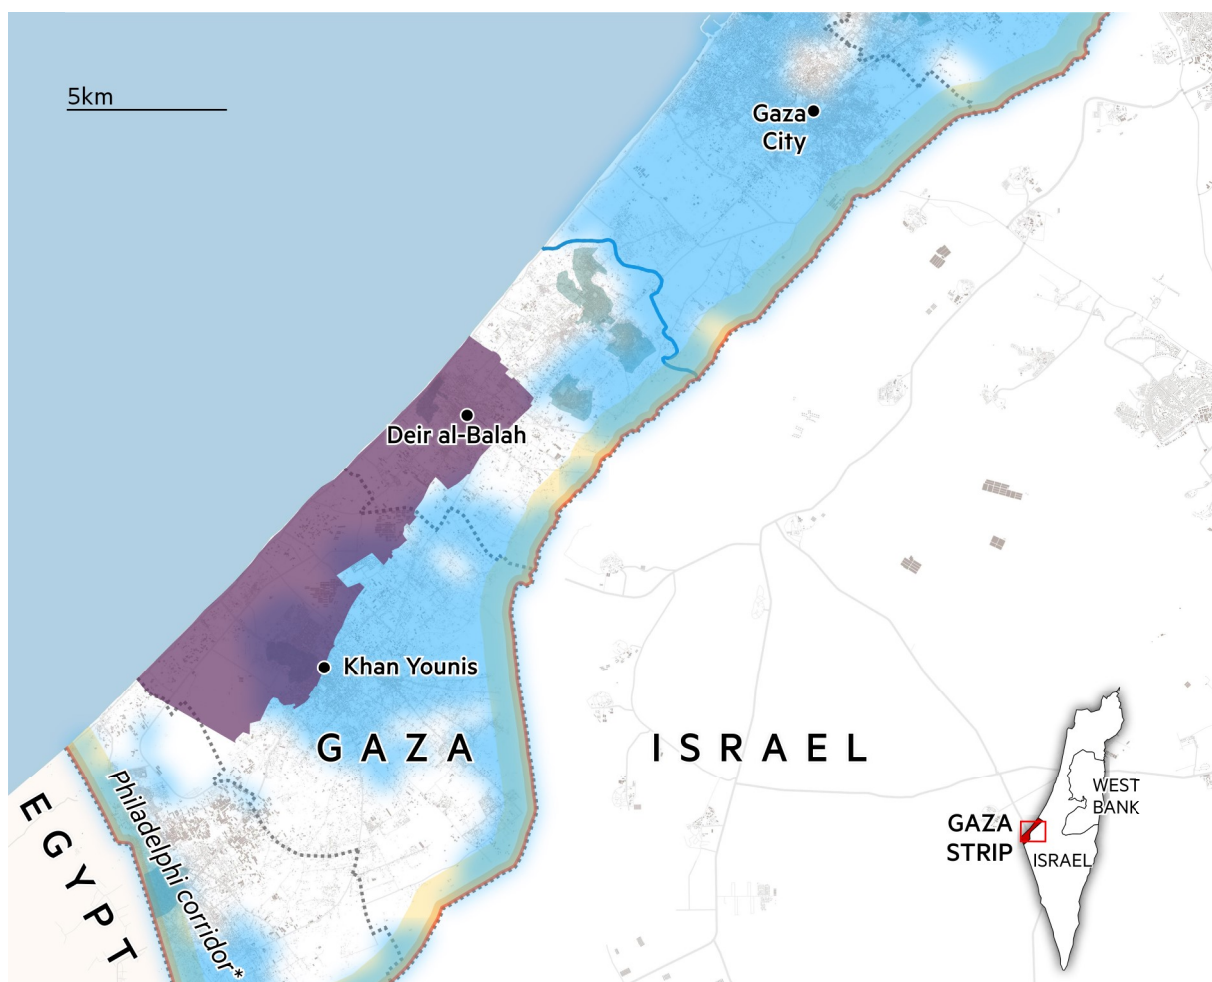 5km
Gaza
City
Deir al-Balah
Khan Younis
GAZA
ISRAEL
EGYPT
Philadelphi corridor*
WEST
BANK
GAZA
STRIP
ISRAEL